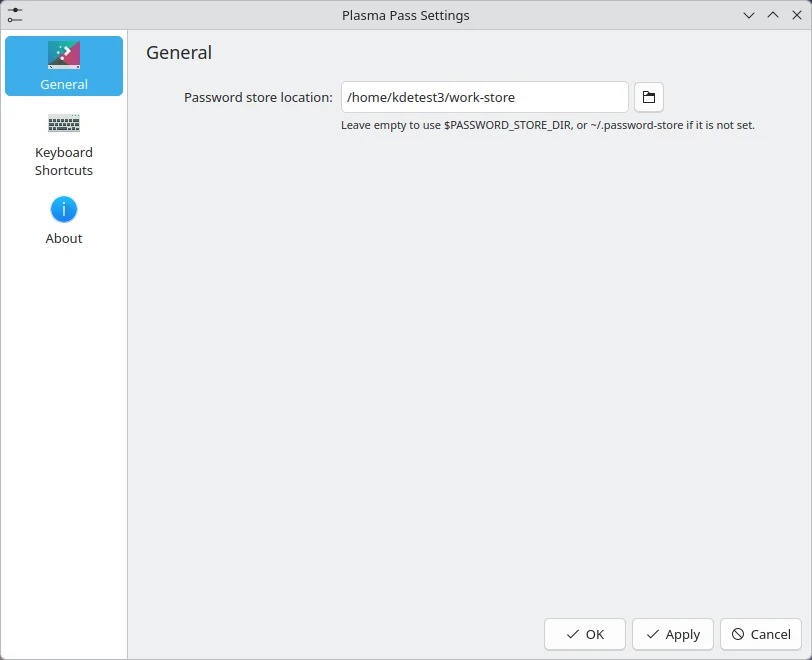 Plasma Pass Settings
General
Keyboard
Shortcuts
About
General
Password store location: /home/kdetest3/work-store
Leave empty to use $PASSWORD_STORE_DIR, or ~/.password-store if it is not set.
OK Apply Cancel